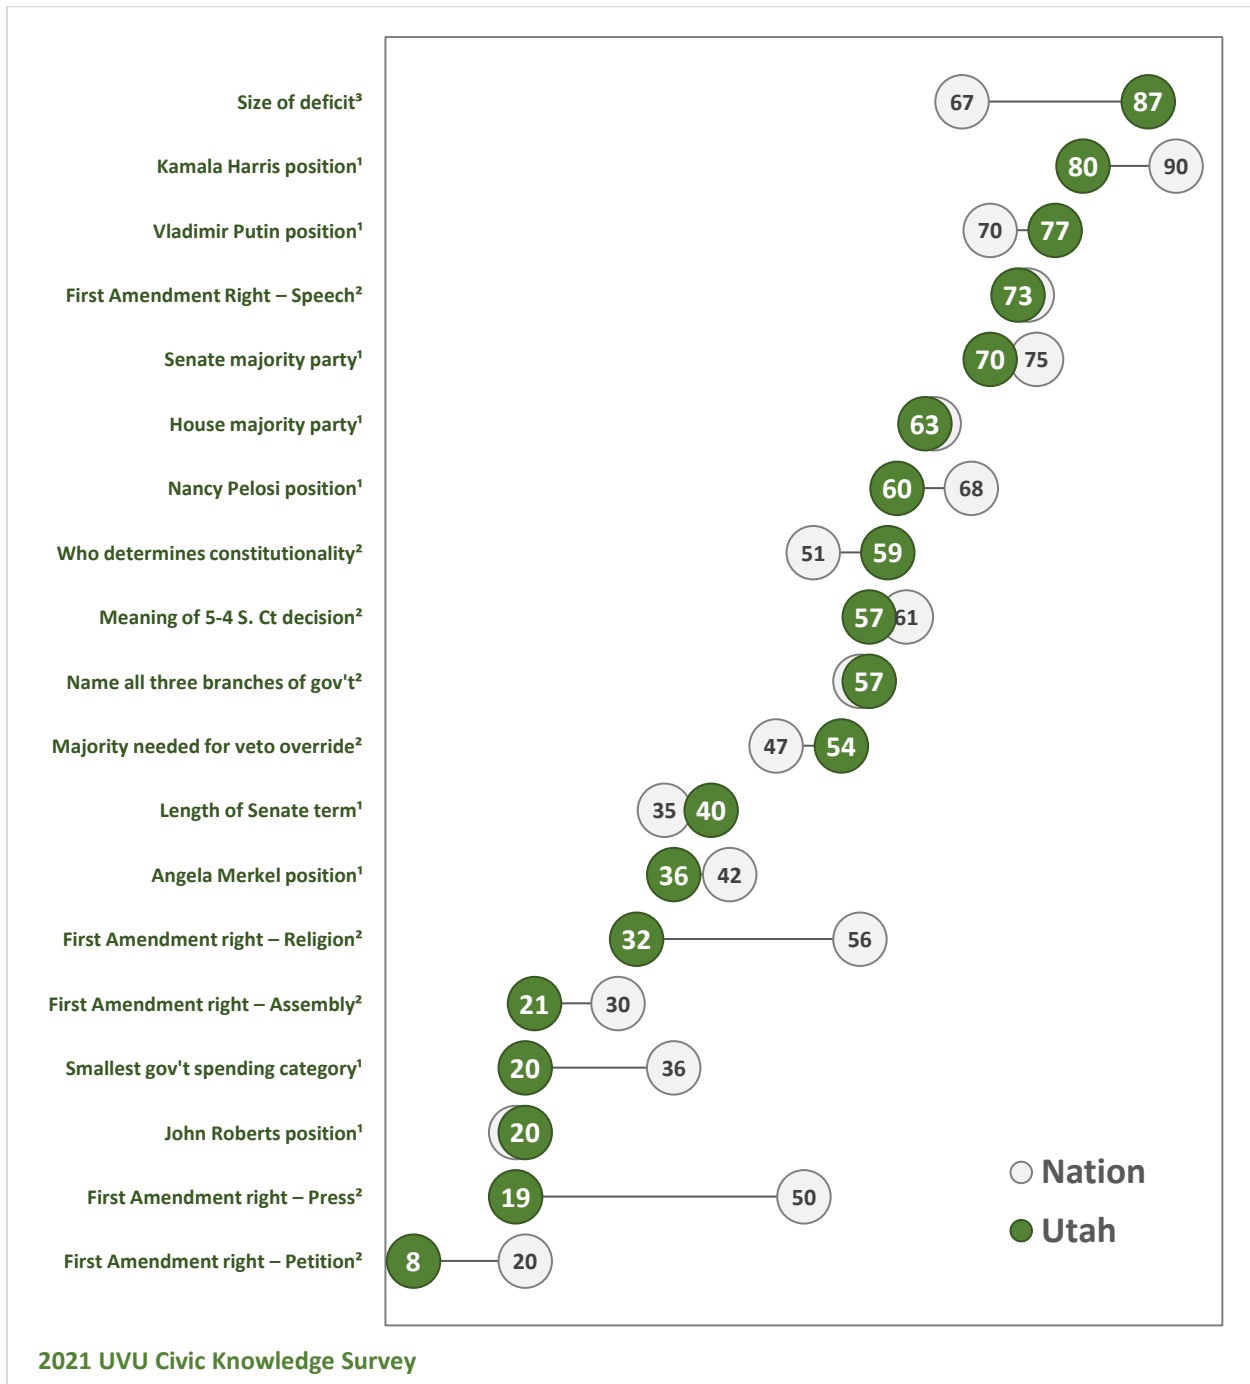 Size of deficit³ 67 87
Kamala Harris position¹ 80 90
Vladimir Putin position¹ 70 77
First Amendment Right – Speech² 73
Senate majority party¹ 70 75
House majority party¹ 63
Nancy Pelosi position¹ 60 68
Who determines constitutionality² 51 59
Meaning of 5-4 S. Ct decision² 57 61
Name all three branches of gov't² 57
Majority needed for veto override² 47 54
Length of Senate term¹ 35 40
Angela Merkel position¹ 36 42
First Amendment right – Religion² 32 56
First Amendment right – Assembly² 21 30
Smallest gov't spending category¹ 20 36
John Roberts position¹ 20
First Amendment right – Press² 19 50
First Amendment right – Petition² 8 20
Nation
Utah
2021 UVU Civic Knowledge Survey